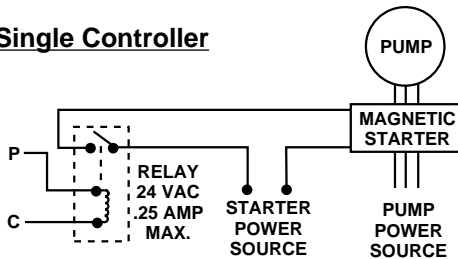 Single Controller
PUMP
MAGNETIC
STARTER
P
C
RELAY
24 VAC
.25 AMP
MAX.
STARTER
POWER
SOURCE
PUMP
POWER
SOURCE